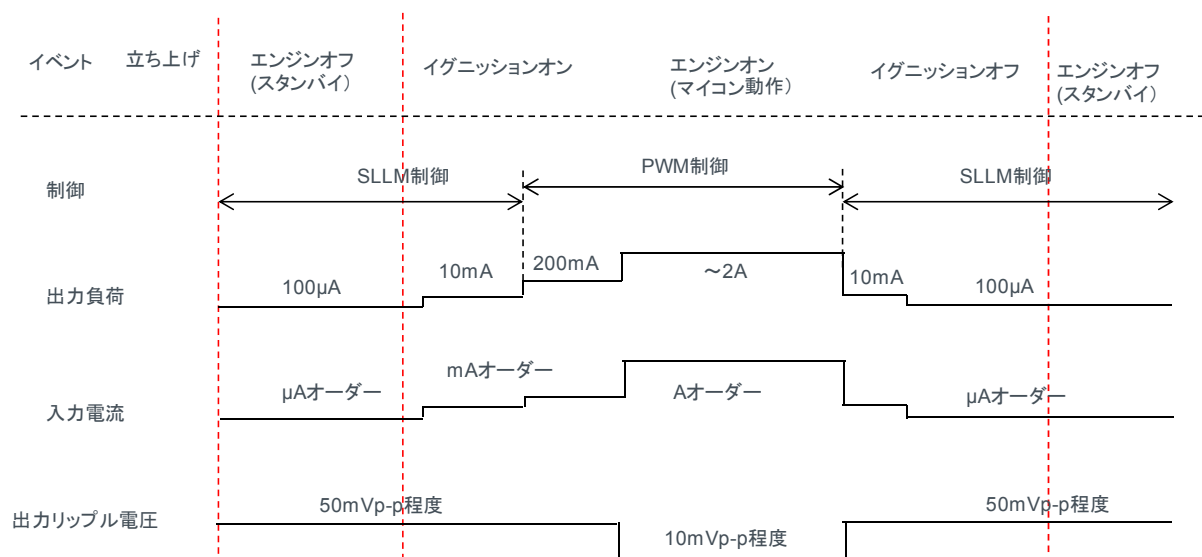 イベント
立ち上げ
エンジンオフ
(スタンバイ)
イグニッションオン
エンジンオン
(マイコン動作)
イグニッションオフ
エンジンオフ
(スタンバイ)
制御
SLLM制御
PWM制御
SLLM制御
出力負荷
100μA
10mA
200mA
～2A
10mA
100μA
入力電流
μAオーダー
mAオーダー
Aオーダー
μAオーダー
出力リップル電圧
50mVp-p程度
10mVp-p程度
50mVp-p程度